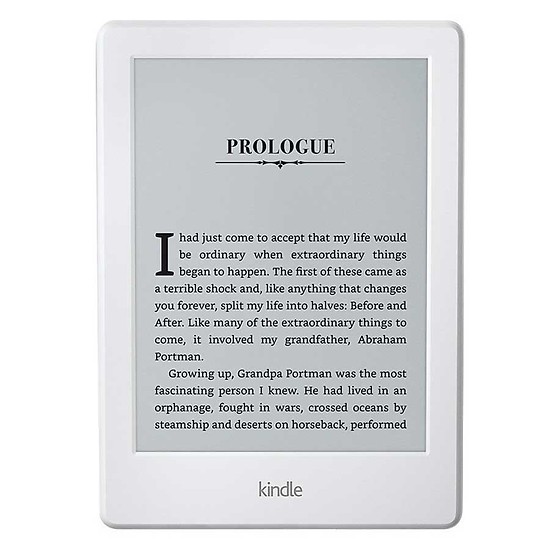 PROLOGUE
I had just come to accept that my life would
be ordinary when extraordinary things
began to happen. The first of these came as
a terrible shock and, like anything that changes
you forever, split my life into halves: Before and
After. Like many of the extraordinary things to
come, it involved my grandfather, Abraham
Portman.
Growing up, Grandpa Portman was the most
fascinating person I knew. He had lived in an
orphanage, fought in wars, crossed oceans by
steamship and deserts on horseback, performed
kindle